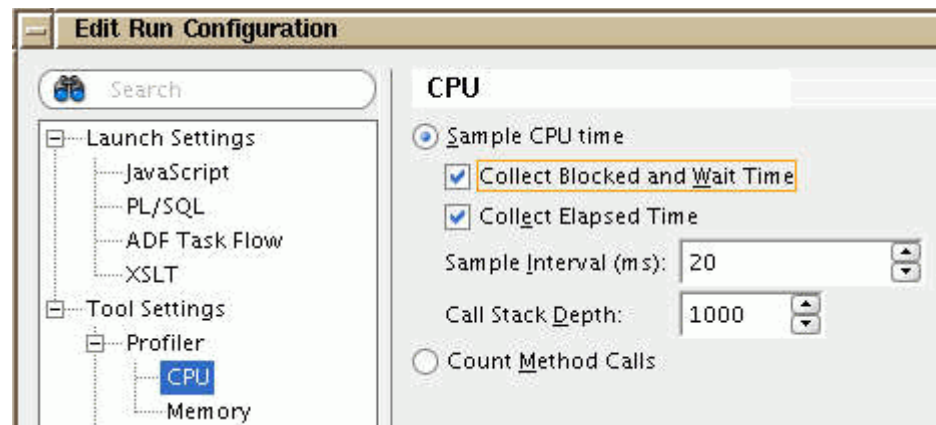 Edit Run Configuration
Search
Launch Settings
JavaScript
PL/SQL
ADF Task Flow
XSLT
Tool Settings
Profiler
CPU
Memory
CPU
Sample CPU time
Collect Blocked and Wait Time
Collect Elapsed Time
Sample Interval (ms): 20
Call Stack Depth: 1000
Count Method Calls